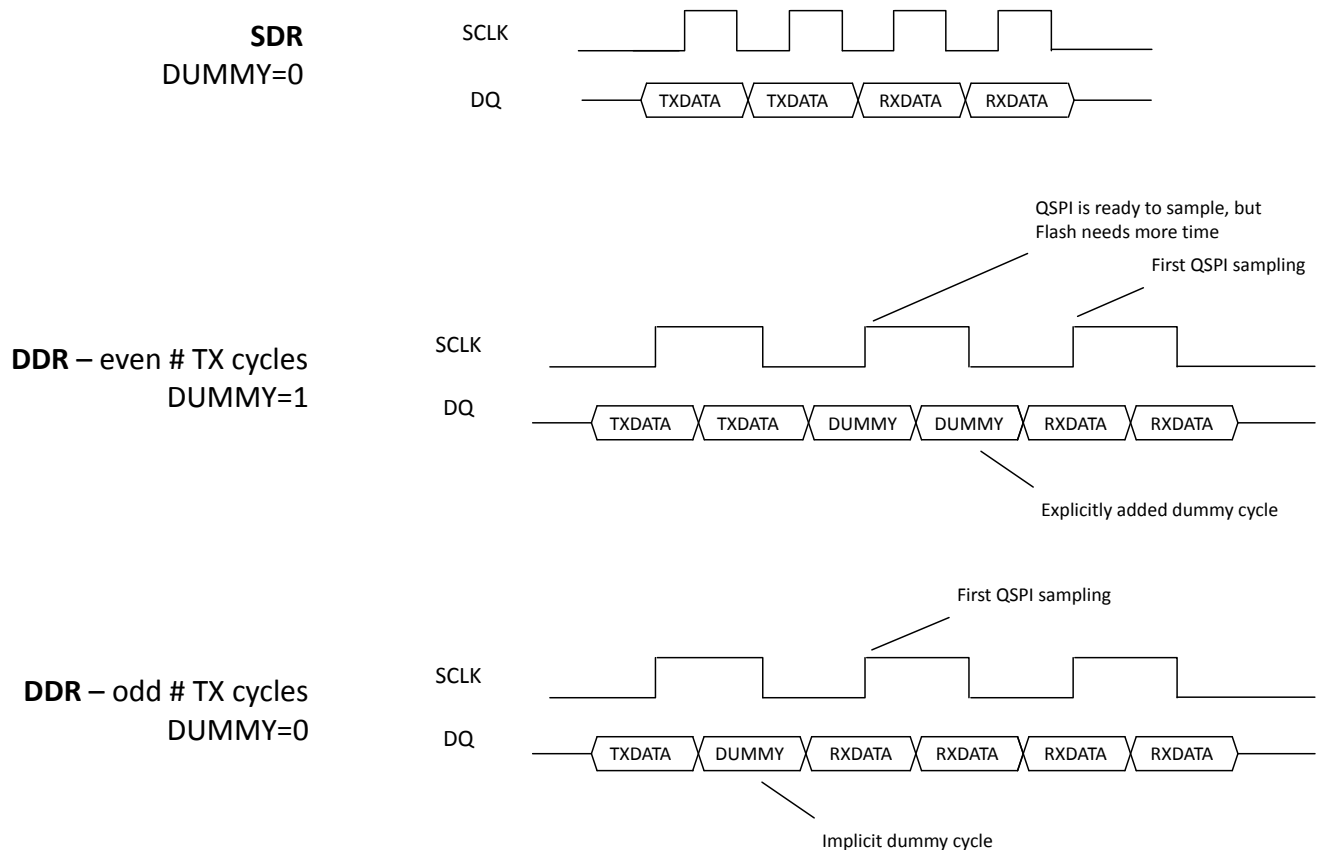 SDR
DUMMY=0
SCLK
DQ
TXDATA TXDATA RXDATA RXDATA
QSPI is ready to sample, but
Flash needs more time
First QSPI sampling
DDR – even # TX cycles
DUMMY=1
SCLK
DQ
TXDATA TXDATA DUMMY DUMMY RXDATA RXDATA
Explicitly added dummy cycle
First QSPI sampling
DDR – odd # TX cycles
DUMMY=0
SCLK
DQ
TXDATA DUMMY RXDATA RXDATA RXDATA RXDATA
Implicit dummy cycle